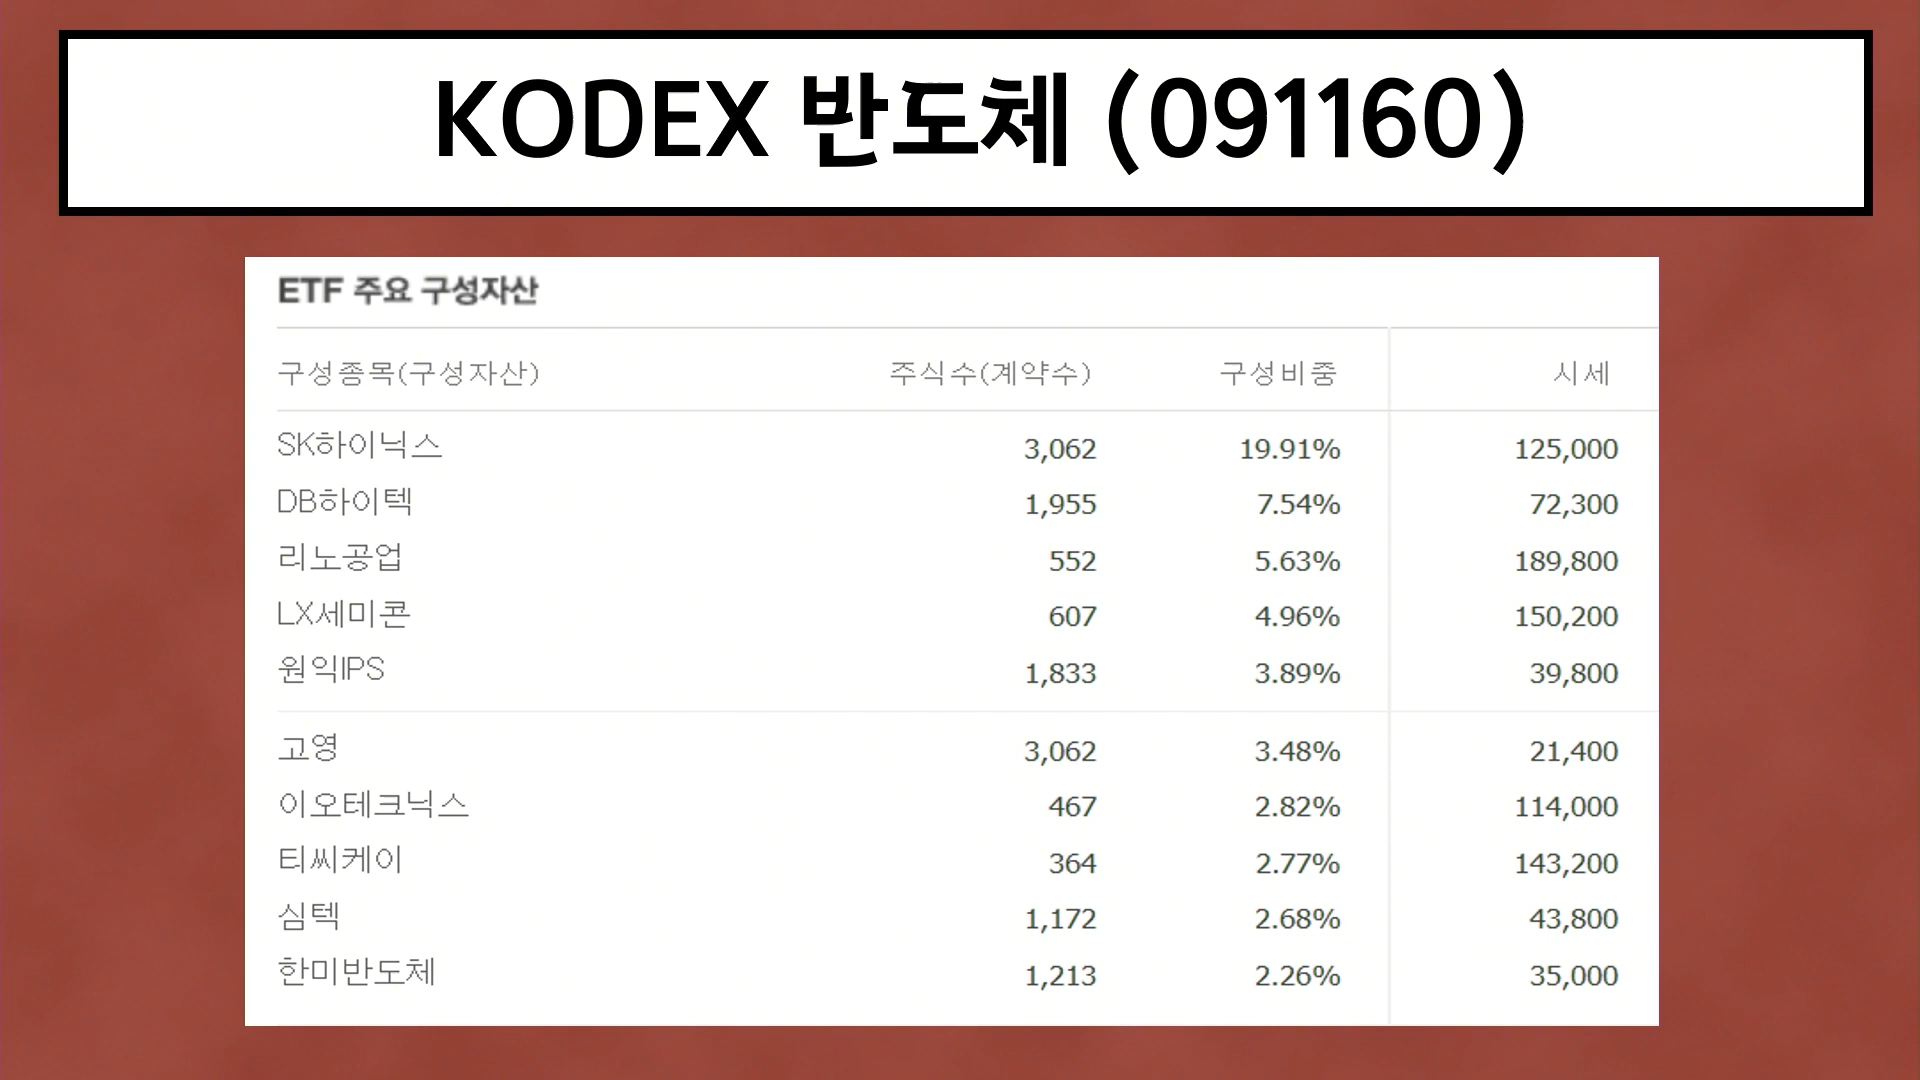 KODEX 반도체 (091160)
ETF 주요 구성자산
구성종목(구성자산) 주식수(계약수) 구성비중 시세
SK하이닉스 3,062 19.91% 125,000
DB하이텍 1,955 7.54% 72,300
리노공업 552 5.63% 189,800
LX세미콘 607 4.96% 150,200
원익IPS 1,833 3.89% 39,800
고영 3,062 3.48% 21,400
이오테크닉스 467 2.82% 114,000
티씨케이 364 2.77% 143,200
심텍 1,172 2.68% 43,800
한미반도체 1,213 2.26% 35,000